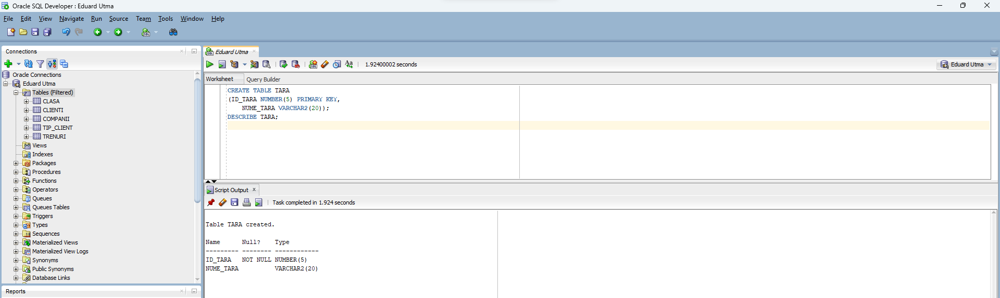 Oracle SQL Developer : Eduard Utma
File Edit View Navigate Run Source Team Tools Window Help
Connections
Oracle Connections
Eduard Utma
Tables (Filtered)
CLASA
CLIENTI
COMPANII
TIP_CLIENT
TRENURI
Views
Indexes
Packages
Procedures
Functions
Operators
Queues
Queues Tables
Triggers
Types
Sequences
Materialized Views
Materialized View Logs
Synonyms
Public Synonyms
Database Links
Reports
Eduard Utma
1.92400002 seconds
Eduard Utma
Worksheet Query Builder
CREATE TABLE TARA
(ID_TARA NUMBER(5) PRIMARY KEY,
NUME_TARA VARCHAR2(20));
DESCRIBE TARA;
Script Output
Task completed in 1.924 seconds
Table TARA created.
Name Null? Type
--------- -------- ------------
ID_TARA NOT NULL NUMBER(5)
NUME_TARA VARCHAR2(20)